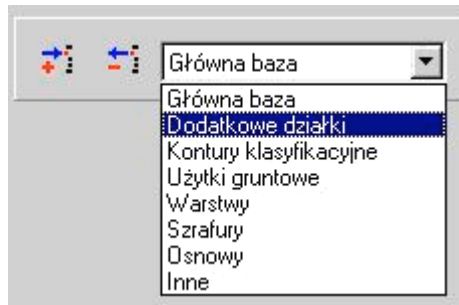 Główna baza
Główna baza
Dodatkowe działki
Kontury klasyfikacyjne
Użytki gruntowe
Warstwy
Szrafury
Osnowy
Inne